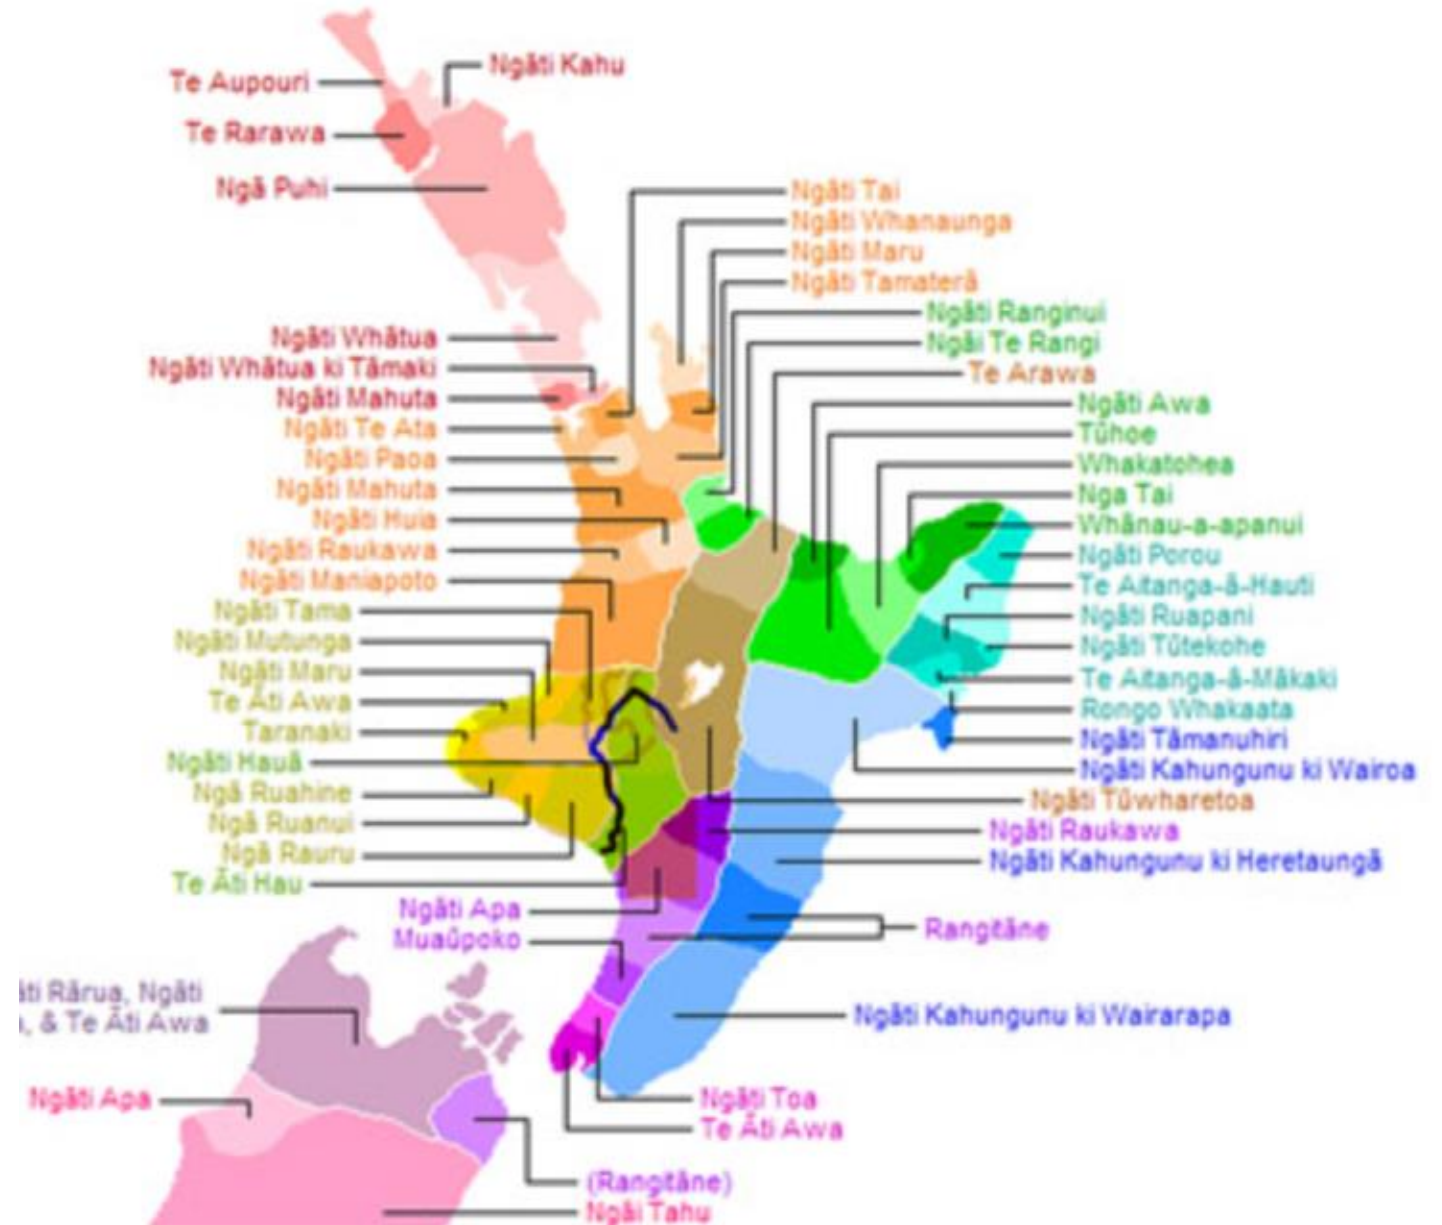 Te Aupouri
Ngāti Kahu
Te Rarawa
Ngā Puhi
Ngāti Tai
Ngāti Whanaunga
Ngāti Maru
Ngāti Tamaterā
Ngāti Ranginui
Ngāi Te Rangi
Te Arawa
Ngāti Awa
Tūhoe
Whakatohea
Nga Tai
Whānau-a-apanui
Ngāti Porou
Te Aitanga-ā-Hauti
Ngāti Ruapani
Ngāti Tūtekohe
Te Aitanga-ā-Mākaki
Rongo Whakaata
Ngāti Tāmanuhiri
Ngāti Kahungunu ki Wairoa
Ngāti Tūwharetoa
Ngāti Raukawa
Ngāti Kahungunu ki Heretaungā
Rangitāne
Ngāti Kahungunu ki Wairarapa
Ngāti Whātua
Ngāti Whātua ki Tāmaki
Ngāti Mahuta
Ngāti Te Ata
Ngāti Paoa
Ngāti Mahuta
Ngāti Huia
Ngāti Raukawa
Ngāti Maniapoto
Ngāti Tama
Ngāti Mutunga
Ngāti Maru
Te Āti Awa
Taranaki
Ngāti Hauā
Ngā Ruahine
Ngā Ruanui
Ngā Rauru
Te Āti Hau
Ngāti Apa
Muaūpoko
āti Rārua, Ngāti
, & Te Āti Awa
Ngāti Apa
Ngāti Toa
Te Āti Awa
(Rangitāne)
Ngāi Tahu